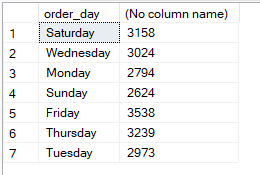 order_day (No column name)
1 Saturday 3158
2 Wednesday 3024
3 Monday 2794
4 Sunday 2624
5 Friday 3538
6 Thursday 3239
7 Tuesday 2973